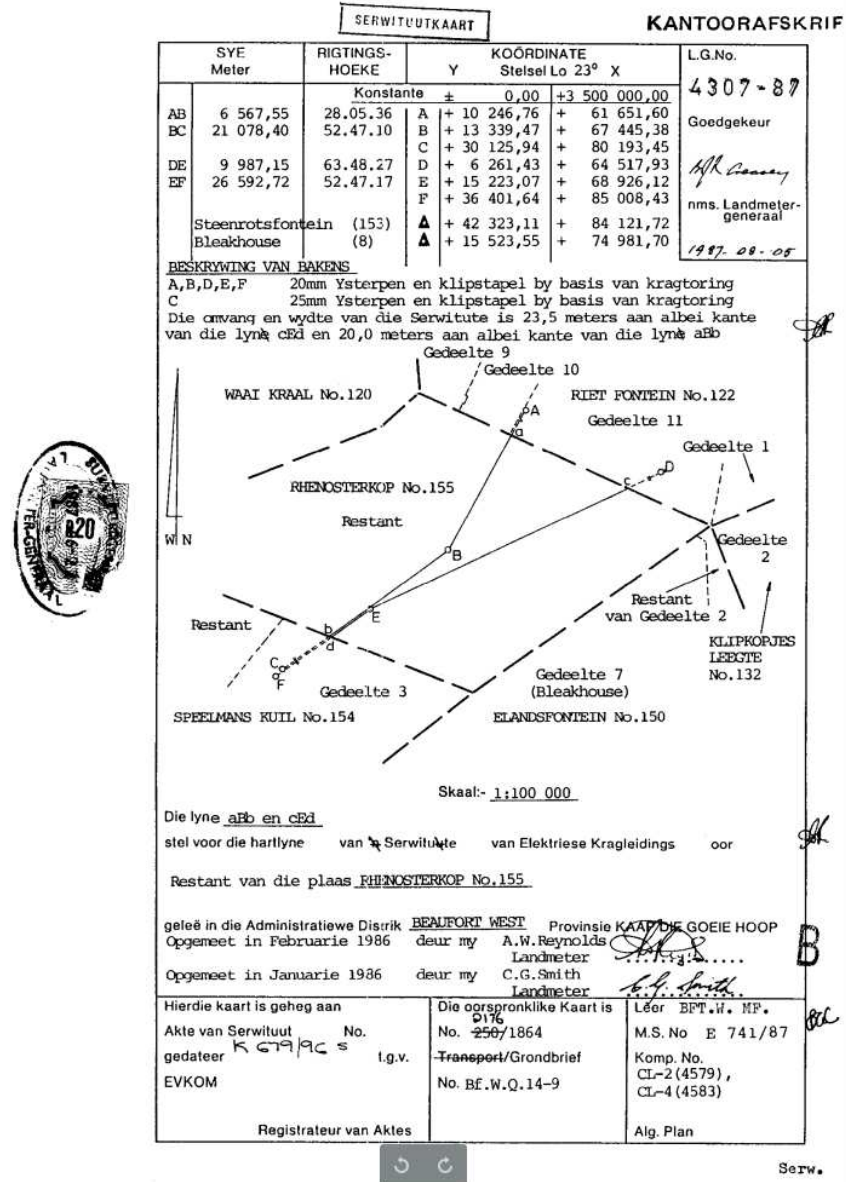 SERWITUUTKAART
KANTOORAFSKRIF
SYE Meter RIGTINGS-HOEKE KOÖRDINATE Y Stelsel Lo 23° X L.G.No.
Konstante ± 0,00 +3 500 000,00 4307-87
AB 6 567,55 28.05.36 A + 10 246,76 + 61 651,60
BC 21 078,40 52.47.10 B + 13 339,47 + 67 445,38 Goedgekeur
C + 30 125,94 + 80 193,45
DE 9 987,15 63.48.27 D + 6 261,43 + 64 517,93
EF 26 592,72 52.47.17 E + 15 223,07 + 68 926,12
F + 36 401,64 + 85 008,43 nms. Landmeter-generaal
Steenrotsfontein (153) Δ + 42 323,11 + 84 121,72
Bleakhouse (8) Δ + 15 523,55 + 74 981,70 1987-08-05
BESKRYWING VAN BAKENS
A,B,D,E,F 20mm Ysterpen en klipstapel by basis van kragtoring
C 25mm Ysterpen en klipstapel by basis van kragtoring
Die omvang en wydte van die Serwitute is 23,5 meters aan albei kante
van die lyne cEd en 20,0 meters aan albei kante van die lyne aBb
Gedeelte 9
Gedeelte 10
WAAI KRAAL No.120
RIET FONTEIN No.122
A
Gedeelte 11
a
Gedeelte 1
c D
RHENOSTERKOP No.155
Restant
W N
B
Gedeelte 2
E
Restant van Gedeelte 2
Restant
b
d
KLIPKOPJES LEEGTE No.132
C
F
Gedeelte 3
Gedeelte 7
(Bleakhouse)
SPEELMANS KUIL No.154
ELANDSFONTEIN No.150
R20
Skaal:- 1:100 000
Die lyne aBb en cEd
stel voor die hartlyne van 'n Serwituute van Elektriese Kragleidings oor
Restant van die plaas RHENOSTERKOP No.155
geleë in die Administratiewe Distrik BEAUFORT WEST Provinsie KAAP DIE GOEIE HOOP
Opgemeet in Februarie 1986 deur my A.W.Reynolds
Landmeter
B
Opgemeet in Januarie 1986 deur my C.G.Smith C.G. Smith
Landmeter
Hierdie kaart is geheg aan
Akte van Serwituut No.
gedateer K 679/96 S t.g.v.
EVKOM
Registrateur van Aktes
Die oorspronklike Kaart is
2176
No. 250/1864
Transport/Grondbrief
No. Bf.W.Q.14-9
Lêer BFT.W. MF.
M.S. No E 741/87
Komp. No.
CL-2(4579),
CL-4(4583)
Alg. Plan
Serw.